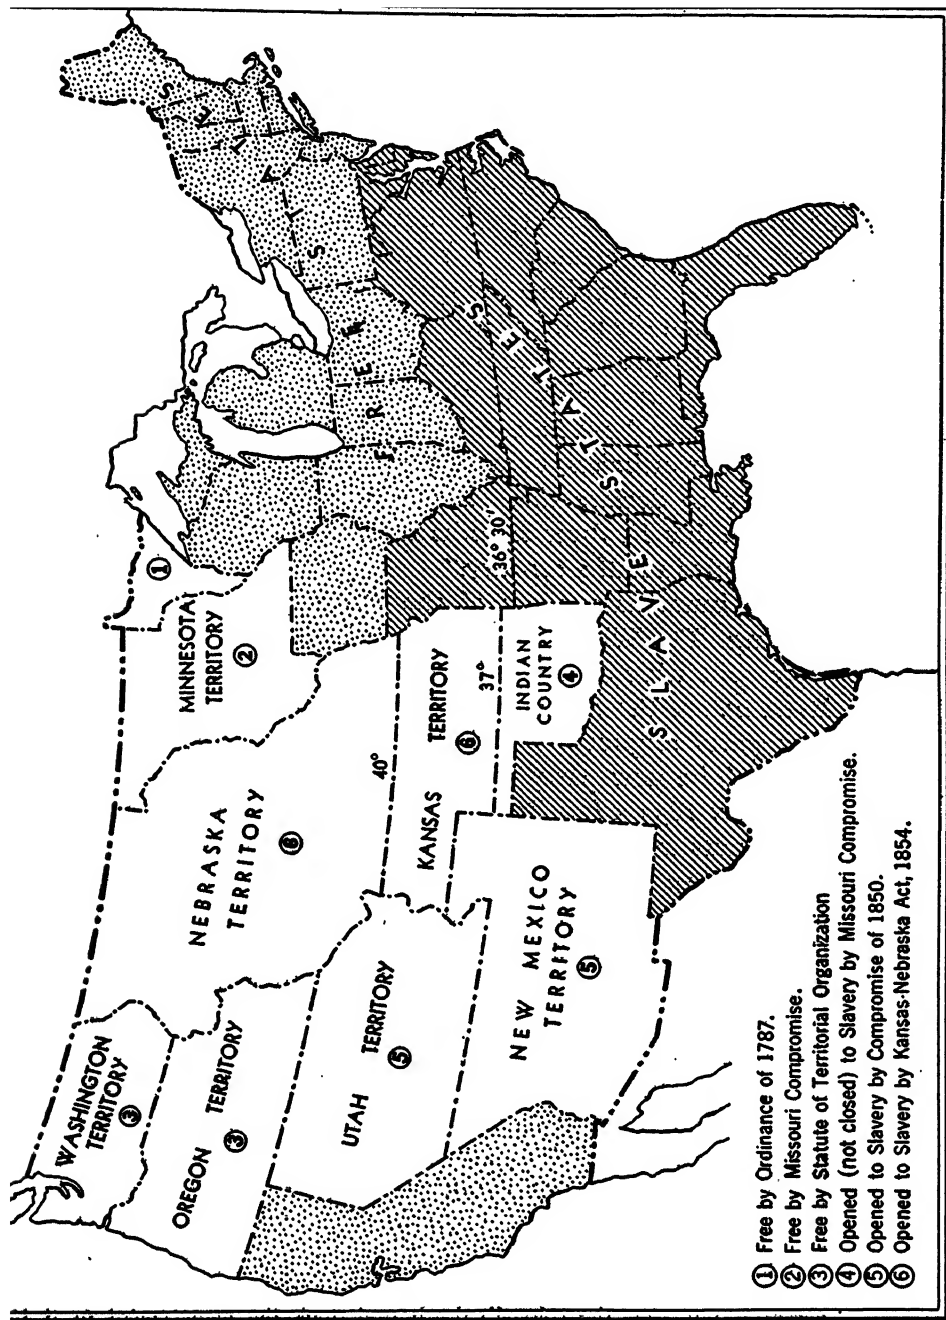 FREE STATES
SLAVE STATES
WASHINGTON
TERRITORY
③
OREGON TERRITORY
③
NEBRASKA
TERRITORY
⑥
MINNESOTA
TERRITORY
②
①
UTAH TERRITORY
⑤
40°
KANSAS TERRITORY
⑥
37°
36° 30'
NEW MEXICO
TERRITORY
⑤
INDIAN
COUNTRY
④
① Free by Ordinance of 1787.
② Free by Missouri Compromise.
③ Free by Statute of Territorial Organization
④ Opened (not closed) to Slavery by Missouri Compromise.
⑤ Opened to Slavery by Compromise of 1850.
⑥ Opened to Slavery by Kansas-Nebraska Act, 1854.